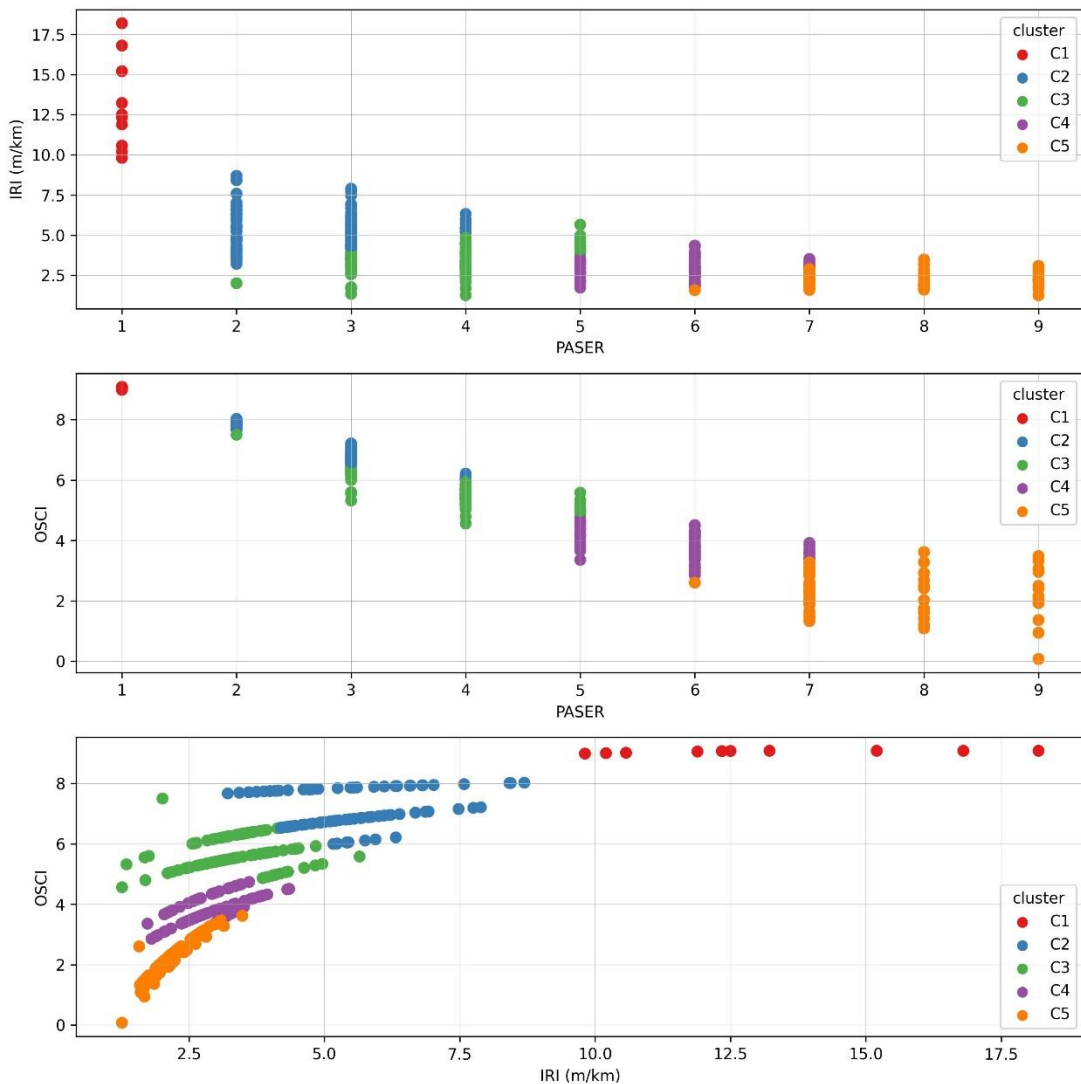 17.5
15.0
12.5
10.0
7.5
5.0
2.5
IRI (m/km)
cluster
C1
C2
C3
C4
C5
1 2 3 4 5 6 7 8 9
PASER
8
6
4
2
0
OSCI
cluster
C1
C2
C3
C4
C5
1 2 3 4 5 6 7 8 9
PASER
8
6
4
2
0
OSCI
cluster
C1
C2
C3
C4
C5
2.5 5.0 7.5 10.0 12.5 15.0 17.5
IRI (m/km)